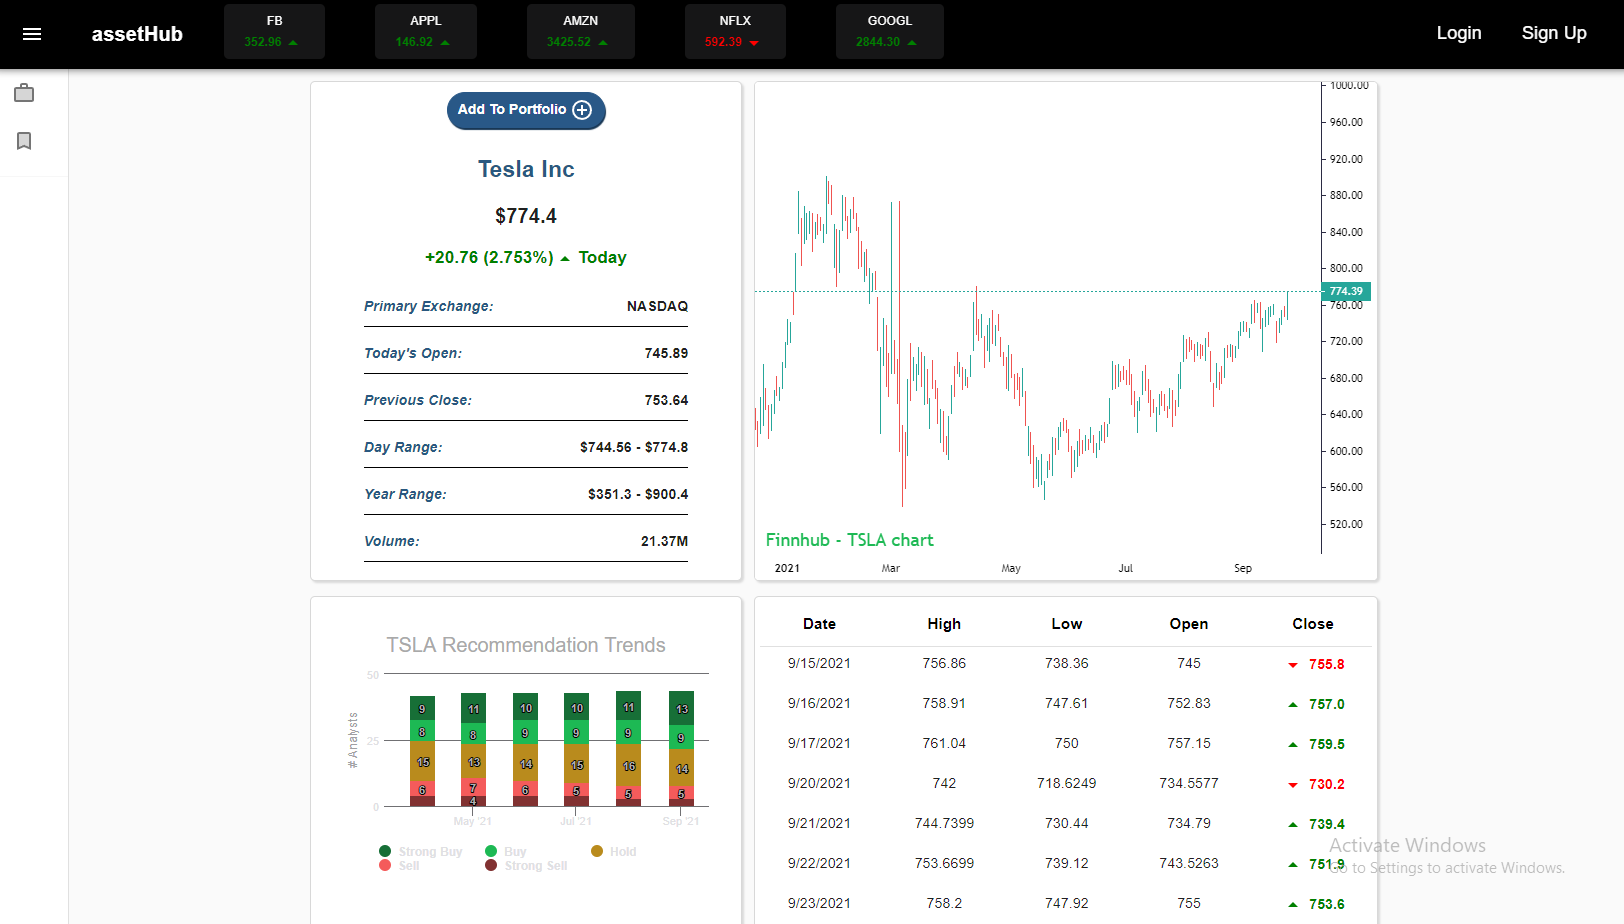 assetHub
FB
352.96
APPL
146.92
AMZN
3425.52
NFLX
592.39
GOOGL
2844.30
Login
Sign Up
Add To Portfolio
Tesla Inc
$774.4
+20.76 (2.753%) Today
Primary Exchange: NASDAQ
Today's Open: 745.89
Previous Close: 753.64
Day Range: $744.56 - $774.8
Year Range: $351.3 - $900.4
Volume: 21.37M
1000.00
960.00
920.00
880.00
840.00
800.00
774.39
760.00
720.00
680.00
640.00
600.00
560.00
520.00
Finnhub - TSLA chart
2021 Mar May Jul Sep
TSLA Recommendation Trends
# Analysts
50
25
0
9 11 10 10 11 13
8 8 9 9 9 9
15 13 14 15 16 14
6 7 6 5 5 5
4
May '21 Jul '21 Sep '21
Strong Buy Buy Hold
Sell Strong Sell
Date High Low Open Close
9/15/2021 756.86 738.36 745 755.8
9/16/2021 758.91 747.61 752.83 757.0
9/17/2021 761.04 750 757.15 759.5
9/20/2021 742 718.6249 734.5577 730.2
9/21/2021 744.7399 730.44 734.79 739.4
9/22/2021 753.6699 739.12 743.5263 751.9
9/23/2021 758.2 747.92 755 753.6
Activate Windows
Go to Settings to activate Windows.